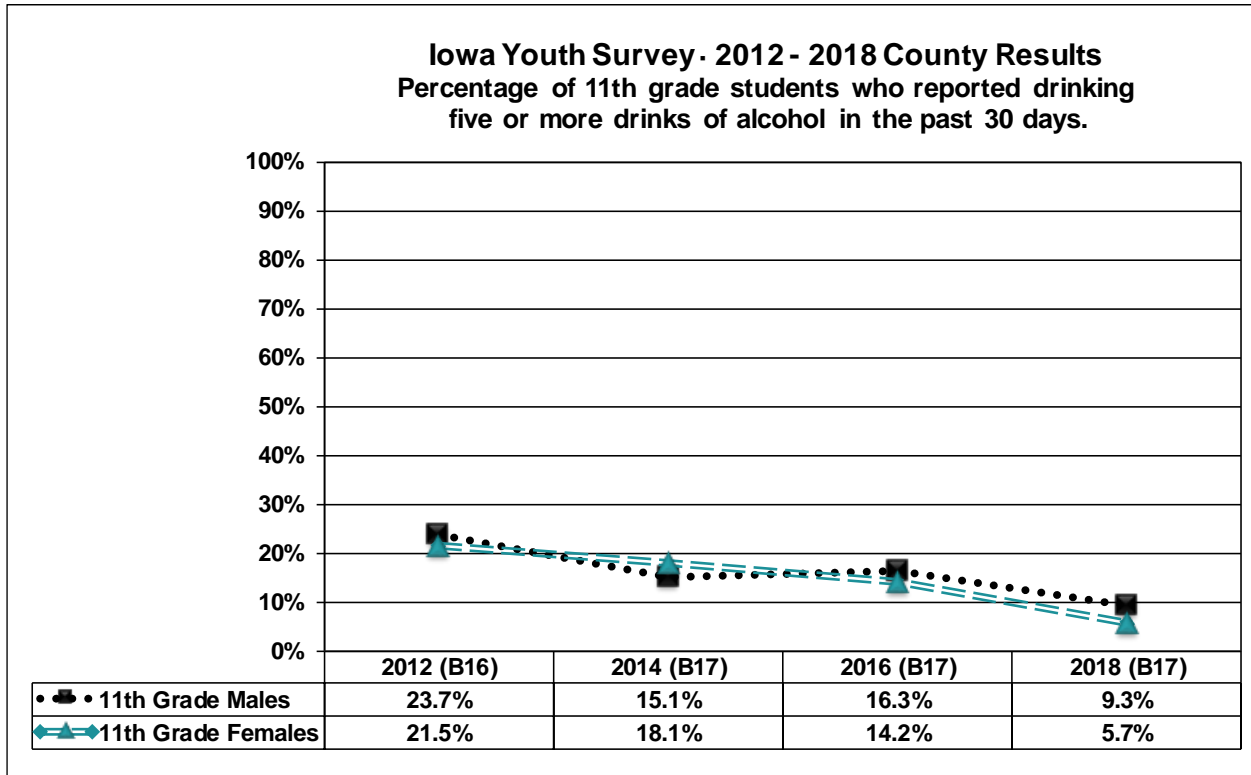 Iowa Youth Survey · 2012 - 2018 County Results
Percentage of 11th grade students who reported drinking
five or more drinks of alcohol in the past 30 days.
100%
90%
80%
70%
60%
50%
40%
30%
20%
10%
0%
2012 (B16) 2014 (B17) 2016 (B17) 2018 (B17)
11th Grade Males 23.7% 15.1% 16.3% 9.3%
11th Grade Females 21.5% 18.1% 14.2% 5.7%